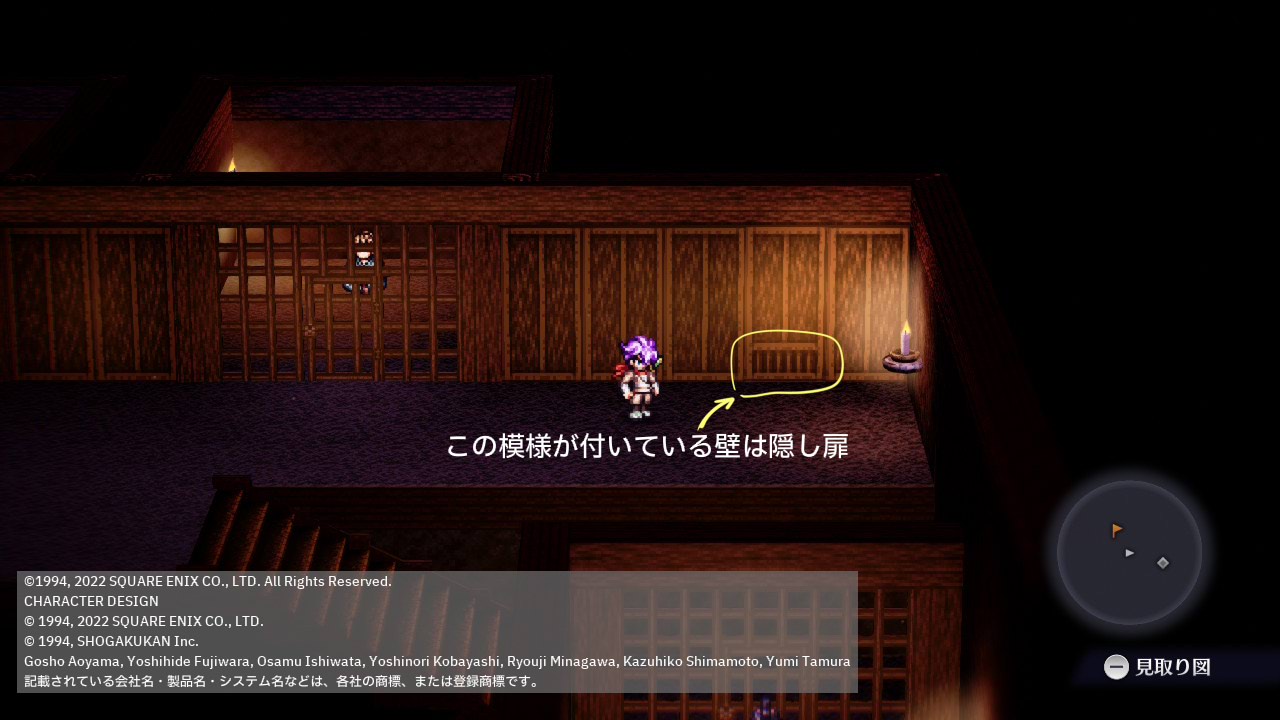 この模様が付いている壁は隠し扉
©1994, 2022 SQUARE ENIX CO., LTD. All Rights Reserved.
CHARACTER DESIGN
© 1994, 2022 SQUARE ENIX CO., LTD.
© 1994, SHOGAKUKAN Inc.
Gosho Aoyama, Yoshihide Fujiwara, Osamu Ishiwata, Yoshinori Kobayashi, Ryouji Minagawa, Kazuhiko Shimamoto, Yumi Tamura
記載されている会社名・製品名・システム名などは、各社の商標、または登録商標です。
見取り図